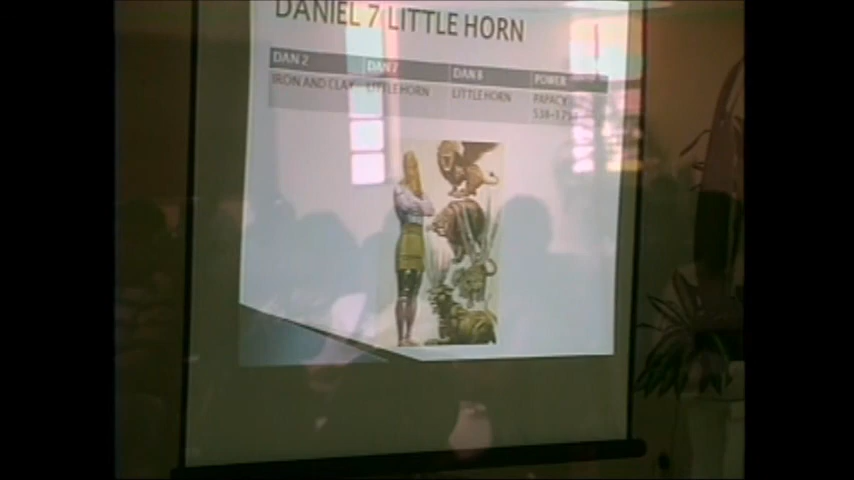 DANIEL 7 LITTLE HORN
DAN 2 DAN 7 DAN 8 POWER
IRON AND CLAY LITTLE HORN LITTLE HORN PAPACY